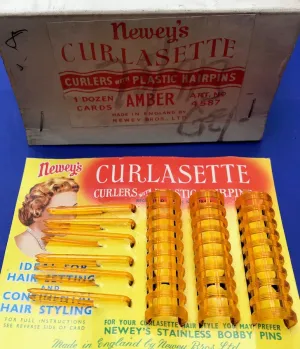 Newey's
CURLASETTE
CURLERS WITH PLASTIC HAIRPINS
1 DOZEN CARDS
AMBER
ART. No 4587
MADE IN ENGLAND BY
NEWEY BROS. LTD
Newey's
CURLASETTE
CURLERS WITH PLASTIC HAIRPINS
IDEAL FOR
HAIR SETTING
AND
CONTINENTAL
HAIR STYLING
FOR FULL INSTRUCTIONS
SEE REVERSE SIDE OF CARD
FOR YOUR CURLASETTE HAIR STYLE YOU MAY PREFER
NEWEY'S STAINLESS BOBBY PINS
Made in England by Newey Bros Ltd